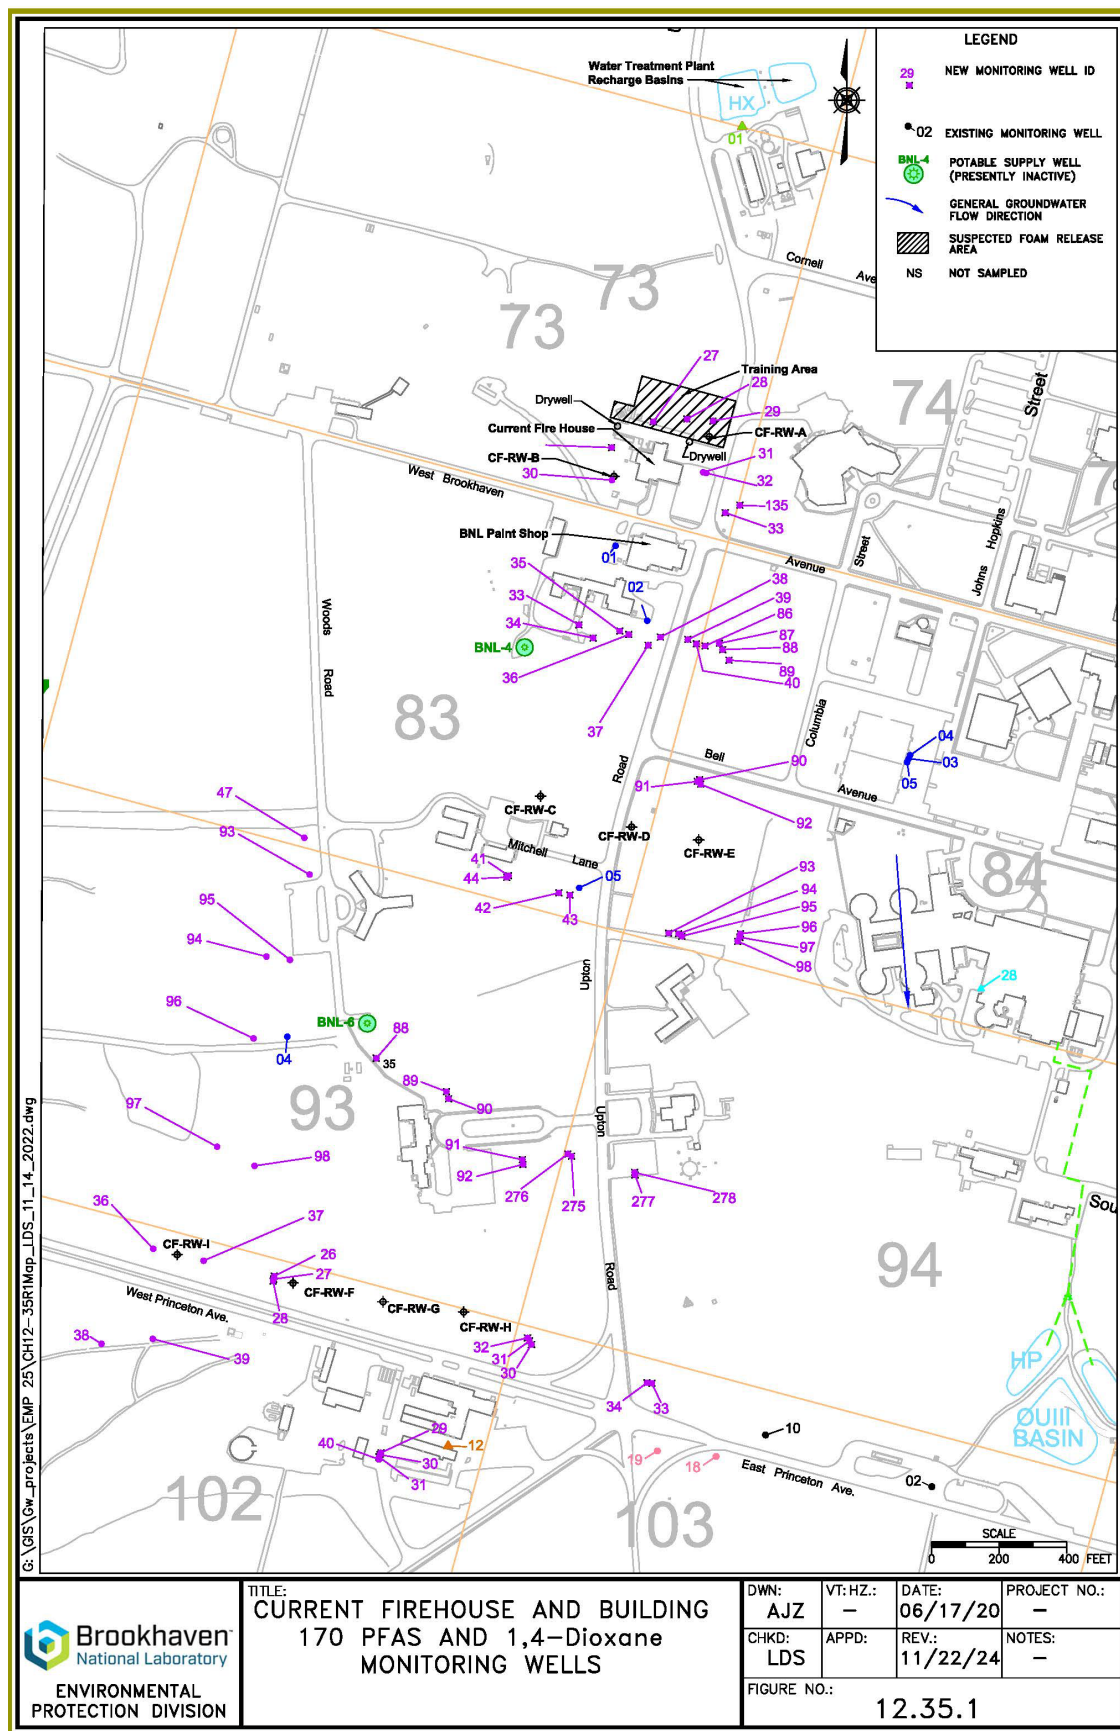 Water Treatment Plant
Recharge Basins
HX
01
LEGEND
29
NEW MONITORING WELL ID
02
EXISTING MONITORING WELL
BNL-4
POTABLE SUPPLY WELL
(PRESENTLY INACTIVE)
GENERAL GROUNDWATER
FLOW DIRECTION
SUSPECTED FOAM RELEASE
AREA
NS
NOT SAMPLED
Cornell Ave
73
73
74
Street
27
Training Area
28
Drywell
29
Current Fire House
CF-RW-A
Drywell
CF-RW-B
30
31
32
West Brookhaven
135
33
BNL Paint Shop
01
Avenue
Street
Johns Hopkins
35
02
38
39
33
86
34
87
88
BNL-4
89
36
40
37
Woods
Road
83
Road
Bell
Columbia
04
03
05
90
91
Avenue
92
47
CF-RW-C
CF-RW-D
CF-RW-E
93
Mitchell Lane
41
44
05
42
43
93
94
95
96
97
98
84
95
94
Upton
28
96
BNL-6
88
04
35
89
93
90
Upton
97
91
98
92
276
275
277
278
Sou
36
37
CF-RW-I
26
27
CF-RW-F
28
CF-RW-G
CF-RW-H
Road
94
West Princeton Ave.
38
39
32
31
30
HP
34
33
OUIII
BASIN
29
12
40
30
31
10
19
18
East Princeton Ave.
02
102
103
SCALE
0 200 400 FEET
G:\GIS\Gw_projects\EMP 25\CH12-35R1Map_LDS_11_14_2022.dwg
Brookhaven
National Laboratory
ENVIRONMENTAL
PROTECTION DIVISION
TITLE:
CURRENT FIREHOUSE AND BUILDING
170 PFAS AND 1,4-Dioxane
MONITORING WELLS
DWN:
AJZ
VT:HZ.:
-
DATE:
06/17/20
PROJECT NO.:
-
CHKD:
LDS
APPD:
REV.:
11/22/24
NOTES:
-
FIGURE NO.:
12.35.1